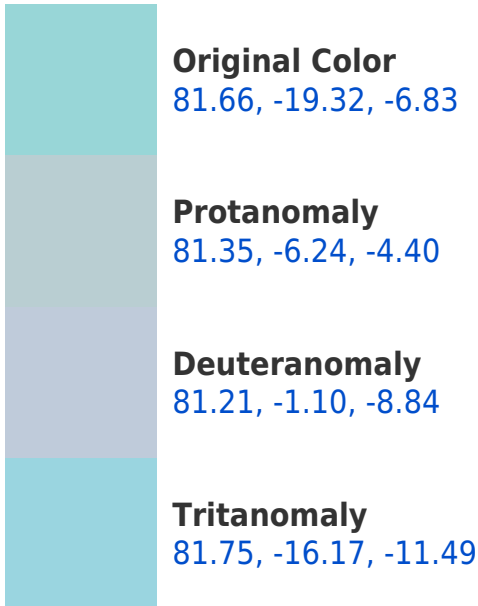 Original Color
81.66, -19.32, -6.83
Protanomaly
81.35, -6.24, -4.40
Deuteranomaly
81.21, -1.10, -8.84
Tritanomaly
81.75, -16.17, -11.49